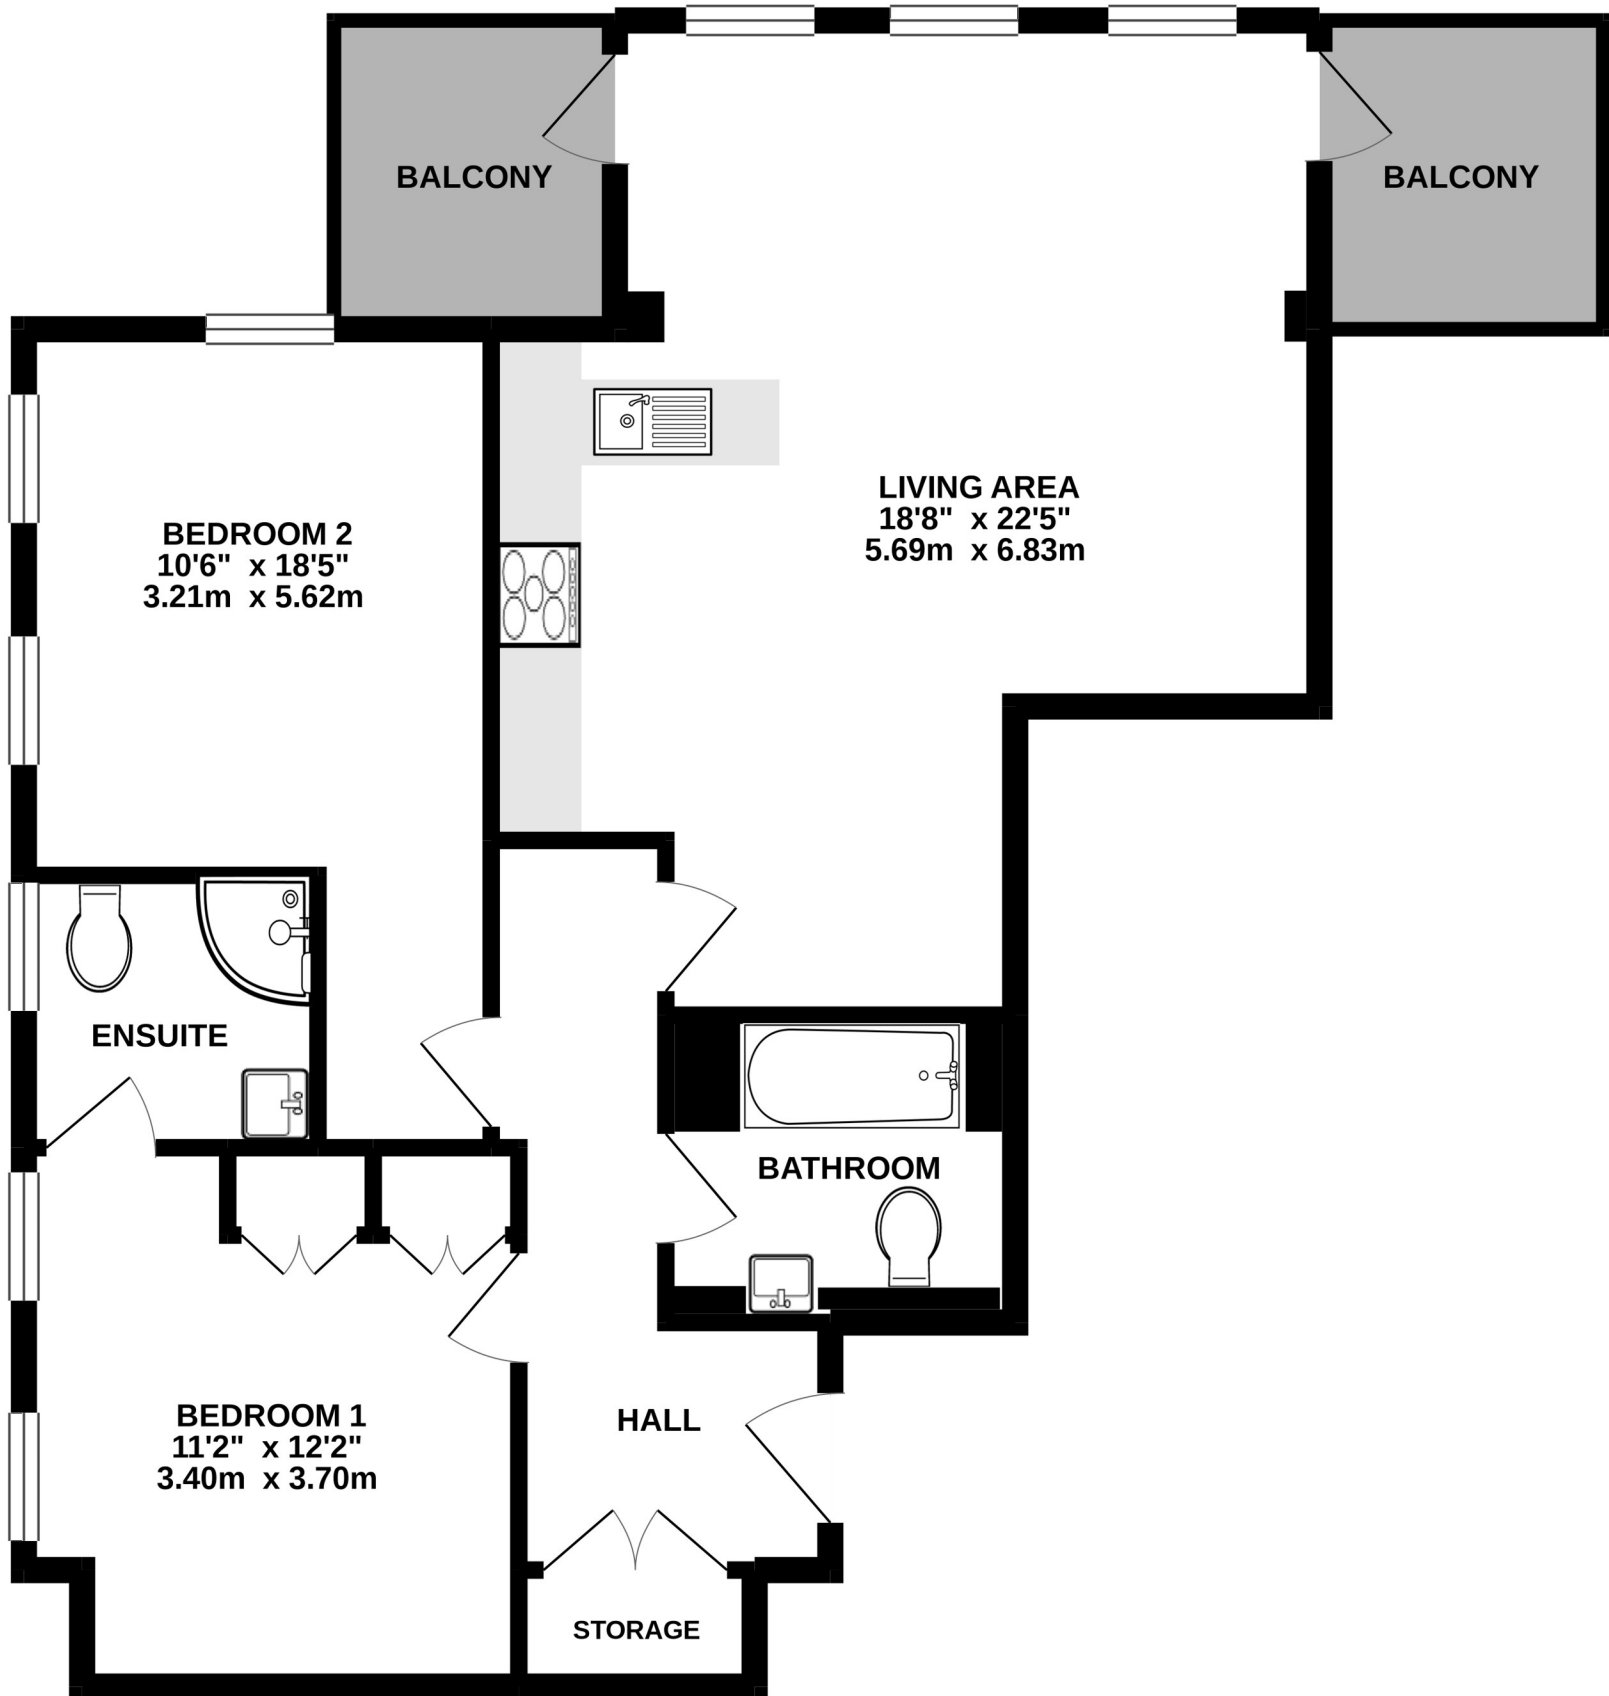 BALCONY
BALCONY
LIVING AREA
18'8" x 22'5"
5.69m x 6.83m
BEDROOM 2
10'6" x 18'5"
3.21m x 5.62m
ENSUITE
BATHROOM
BEDROOM 1
11'2" x 12'2"
3.40m x 3.70m
HALL
STORAGE